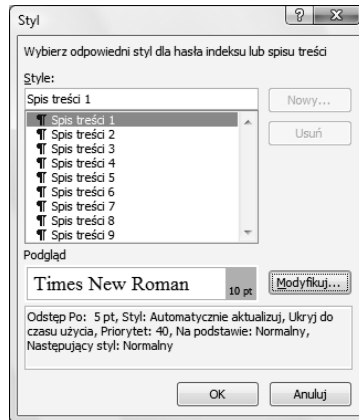 Styl
Wybierz odpowiedni styl dla hasła indeksu lub spisu treści
Style:
Spis treści 1
Nowy...
¶ Spis treści 1
¶ Spis treści 2
¶ Spis treści 3
¶ Spis treści 4
¶ Spis treści 5
¶ Spis treści 6
¶ Spis treści 7
¶ Spis treści 8
¶ Spis treści 9
Usuń
Podgląd
Times New Roman 10 pt
Modyfikuj...
Odstęp Po: 5 pt, Styl: Automatycznie aktualizuj, Ukryj do
czasu użycia, Priorytet: 40, Na podstawie: Normalny,
Następujący styl: Normalny
OK Anuluj